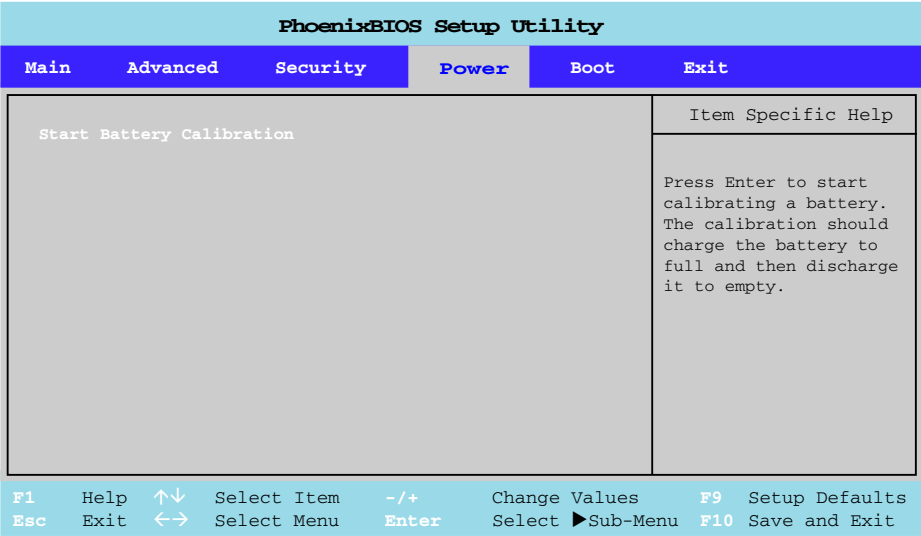 PhoenixBIOS Setup Utility
Main Advanced Security Power Boot Exit
Start Battery Calibration
Item Specific Help
Press Enter to start
calibrating a battery.
The calibration should
charge the battery to
full and then discharge
it to empty.
F1 Help ↑↓ Select Item -/+ Change Values F9 Setup Defaults
Esc Exit ←→ Select Menu Enter Select ▶Sub-Menu F10 Save and Exit